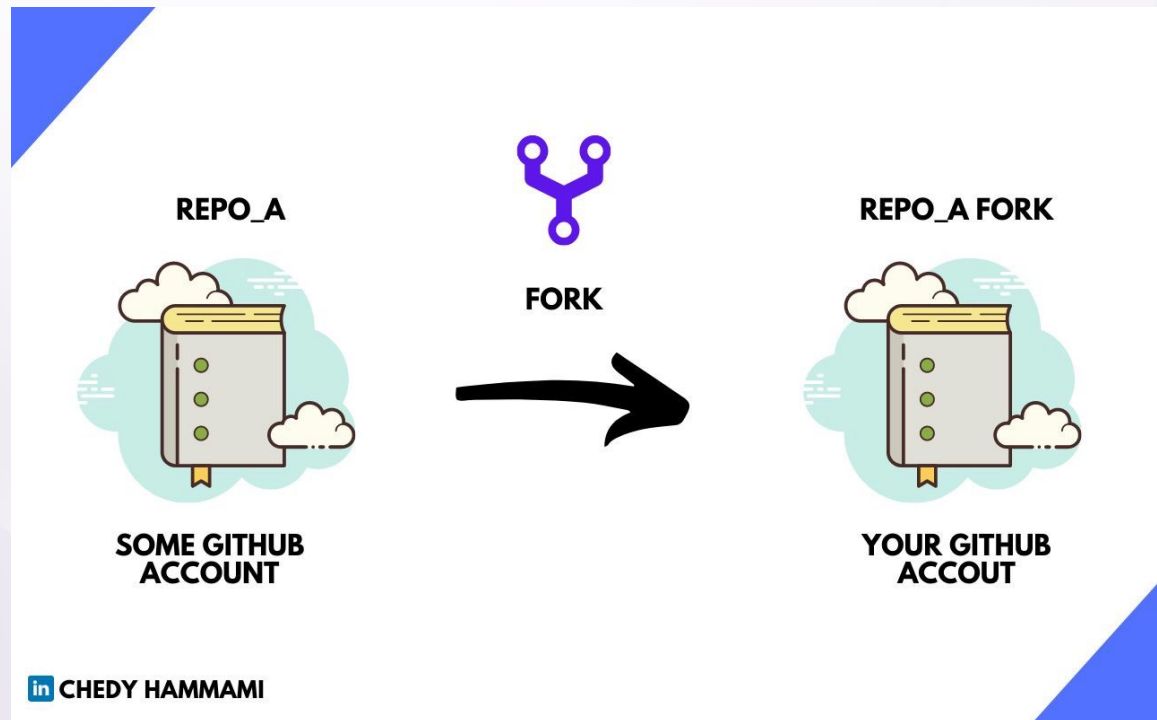 REPO_A
FORK
REPO_A FORK
SOME GITHUB
ACCOUNT
YOUR GITHUB
ACCOUT
in CHEDY HAMMAMI